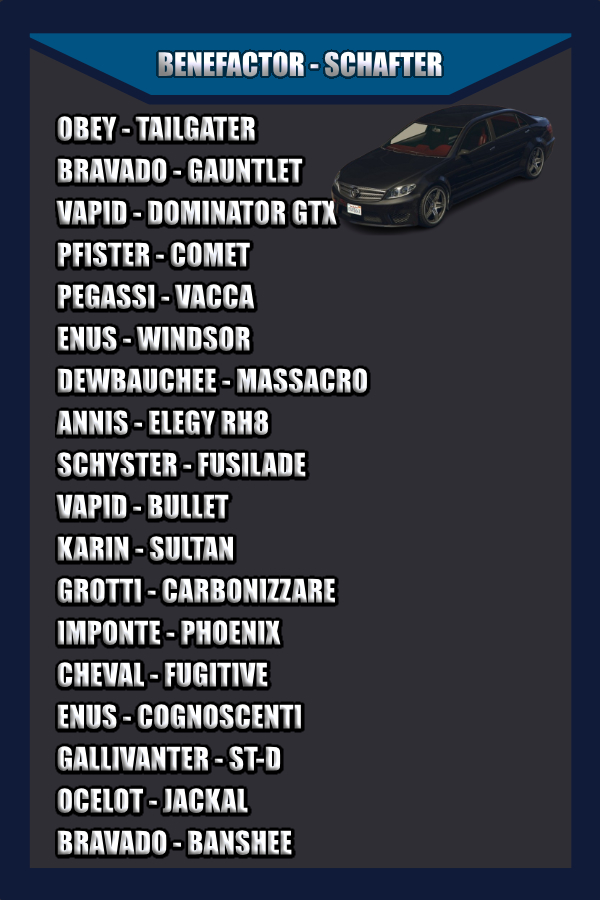 BENEFACTOR - SCHAFTER
OBEY - TAILGATER
BRAVADO - GAUNTLET
VAPID - DOMINATOR GTX
PFISTER - COMET
PEGASSI - VACCA
ENUS - WINDSOR
DEWBAUCHEE - MASSACRO
ANNIS - ELEGY RH8
SCHYSTER - FUSILADE
VAPID - BULLET
KARIN - SULTAN
GROTTI - CARBONIZZARE
IMPONTE - PHOENIX
CHEVAL - FUGITIVE
ENUS - COGNOSCENTI
GALLIVANTER - ST-D
OCELOT - JACKAL
BRAVADO - BANSHEE